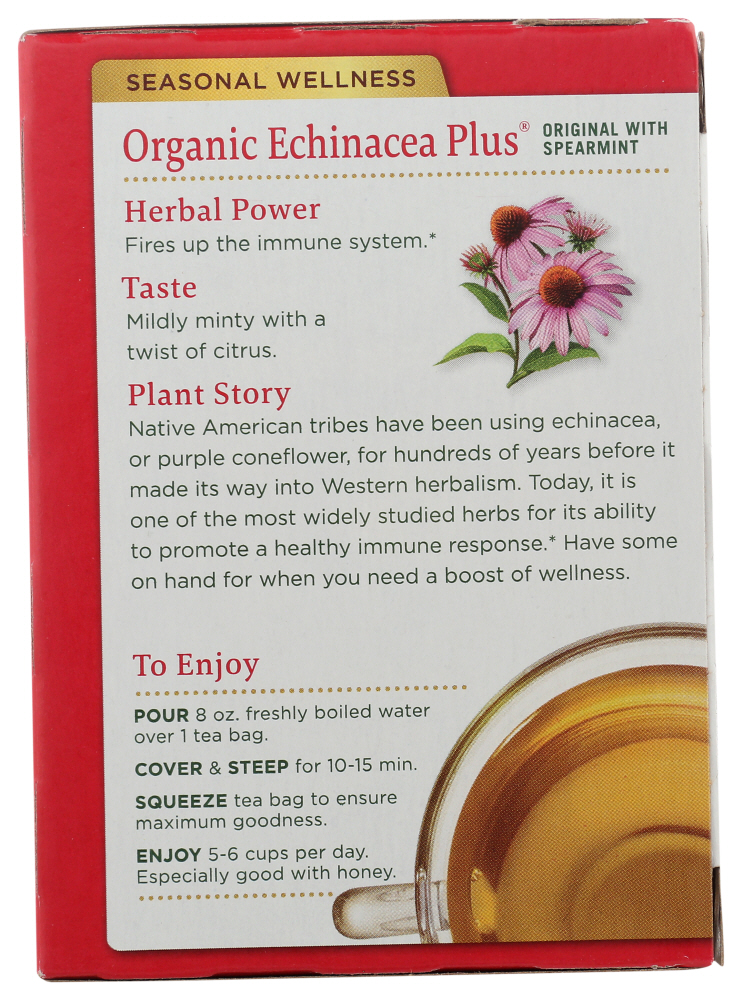 SEASONAL WELLNESS
Organic Echinacea Plus® ORIGINAL WITH
SPEARMINT
Herbal Power
Fires up the immune system.*
Taste
Mildly minty with a
twist of citrus.
Plant Story
Native American tribes have been using echinacea,
or purple coneflower, for hundreds of years before it
made its way into Western herbalism. Today, it is
one of the most widely studied herbs for its ability
to promote a healthy immune response.* Have some
on hand for when you need a boost of wellness.
To Enjoy
POUR 8 oz. freshly boiled water
over 1 tea bag.
COVER & STEEP for 10-15 min.
SQUEEZE tea bag to ensure
maximum goodness.
ENJOY 5-6 cups per day.
Especially good with honey.